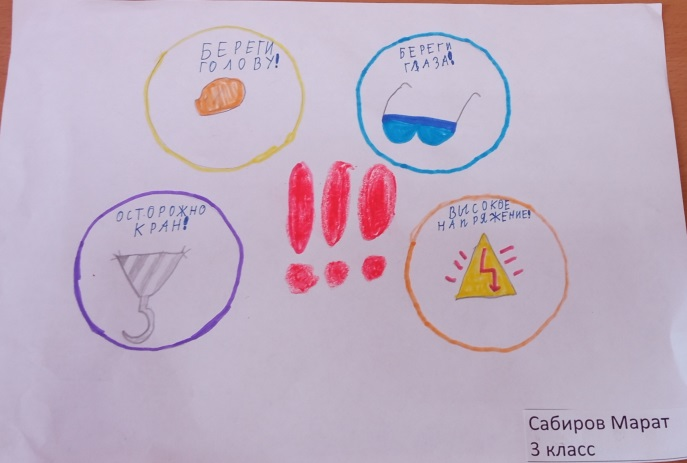 БЕРЕГИ
ГОЛОВУ!
БЕРЕГИ
ГЛАЗА!
!!!
ОСТОРОЖНО
КРАН!
ВЫСОКОЕ
НАПРЯЖЕНИЕ!
Сабиров Марат
3 класс